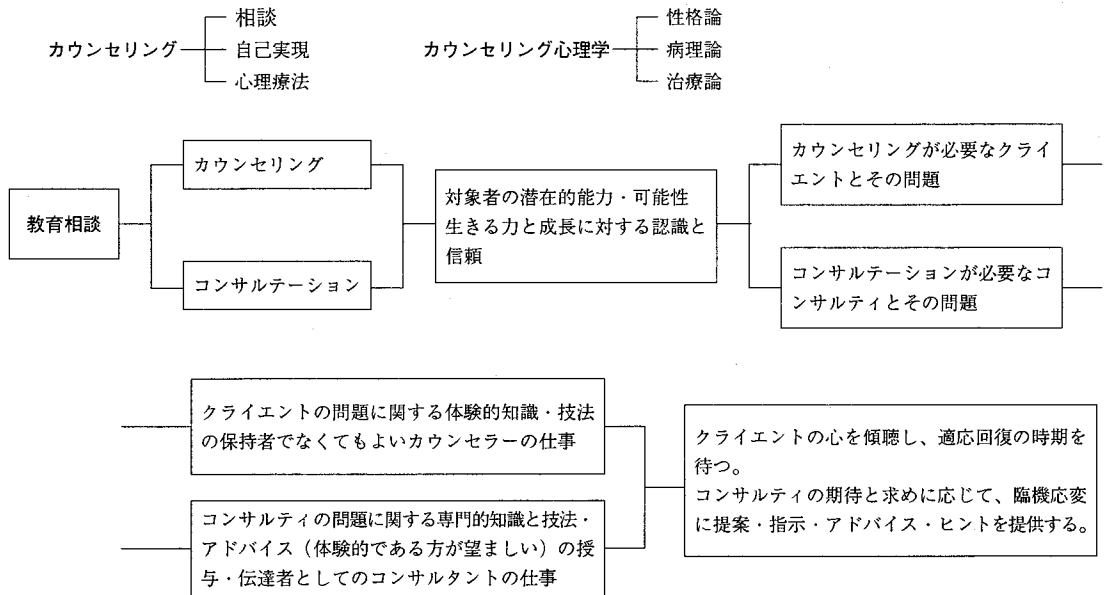 相談
カウンセリング
自己実現
心理療法
性格論
カウンセリング心理学
病理論
治療論
教育相談
カウンセリング
コンサルテーション
対象者の潜在的能力・可能性
生きる力と成長に対する認識と
信頼
カウンセリングが必要なクライ
エントとその問題
コンサルテーションが必要なコ
ンサルティとその問題
クライエントの問題に関する体験的知識・技法
の保持者でなくてもよいカウンセラーの仕事
コンサルティの問題に関する専門的知識と技法・
アドバイス（体験的である方が望ましい）の授
与・伝達者としてのコンサルタントの仕事
クライエントの心を傾聴し、適応回復の時期を
待つ。
コンサルティの期待と求めに応じて、臨機応変
に提案・指示・アドバイス・ヒントを提供する。